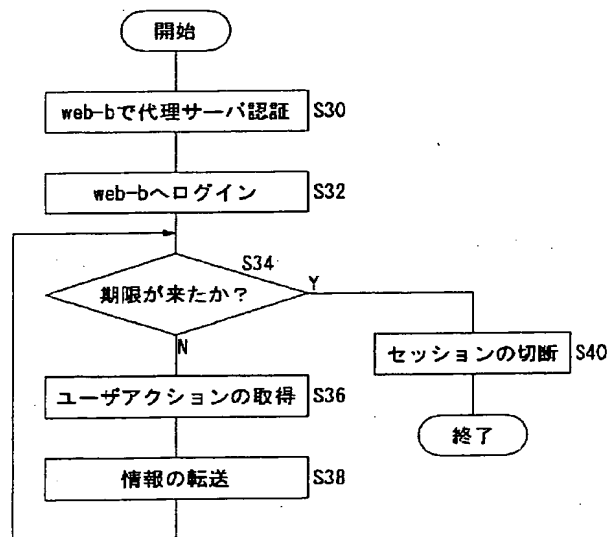 開始
web-bで代理サーバ認証 S30
web-bへログイン S32
S34
期限が来たか？ Y
N
セッションの切断 S40
ユーザアクションの取得 S36
終了
情報の転送 S38